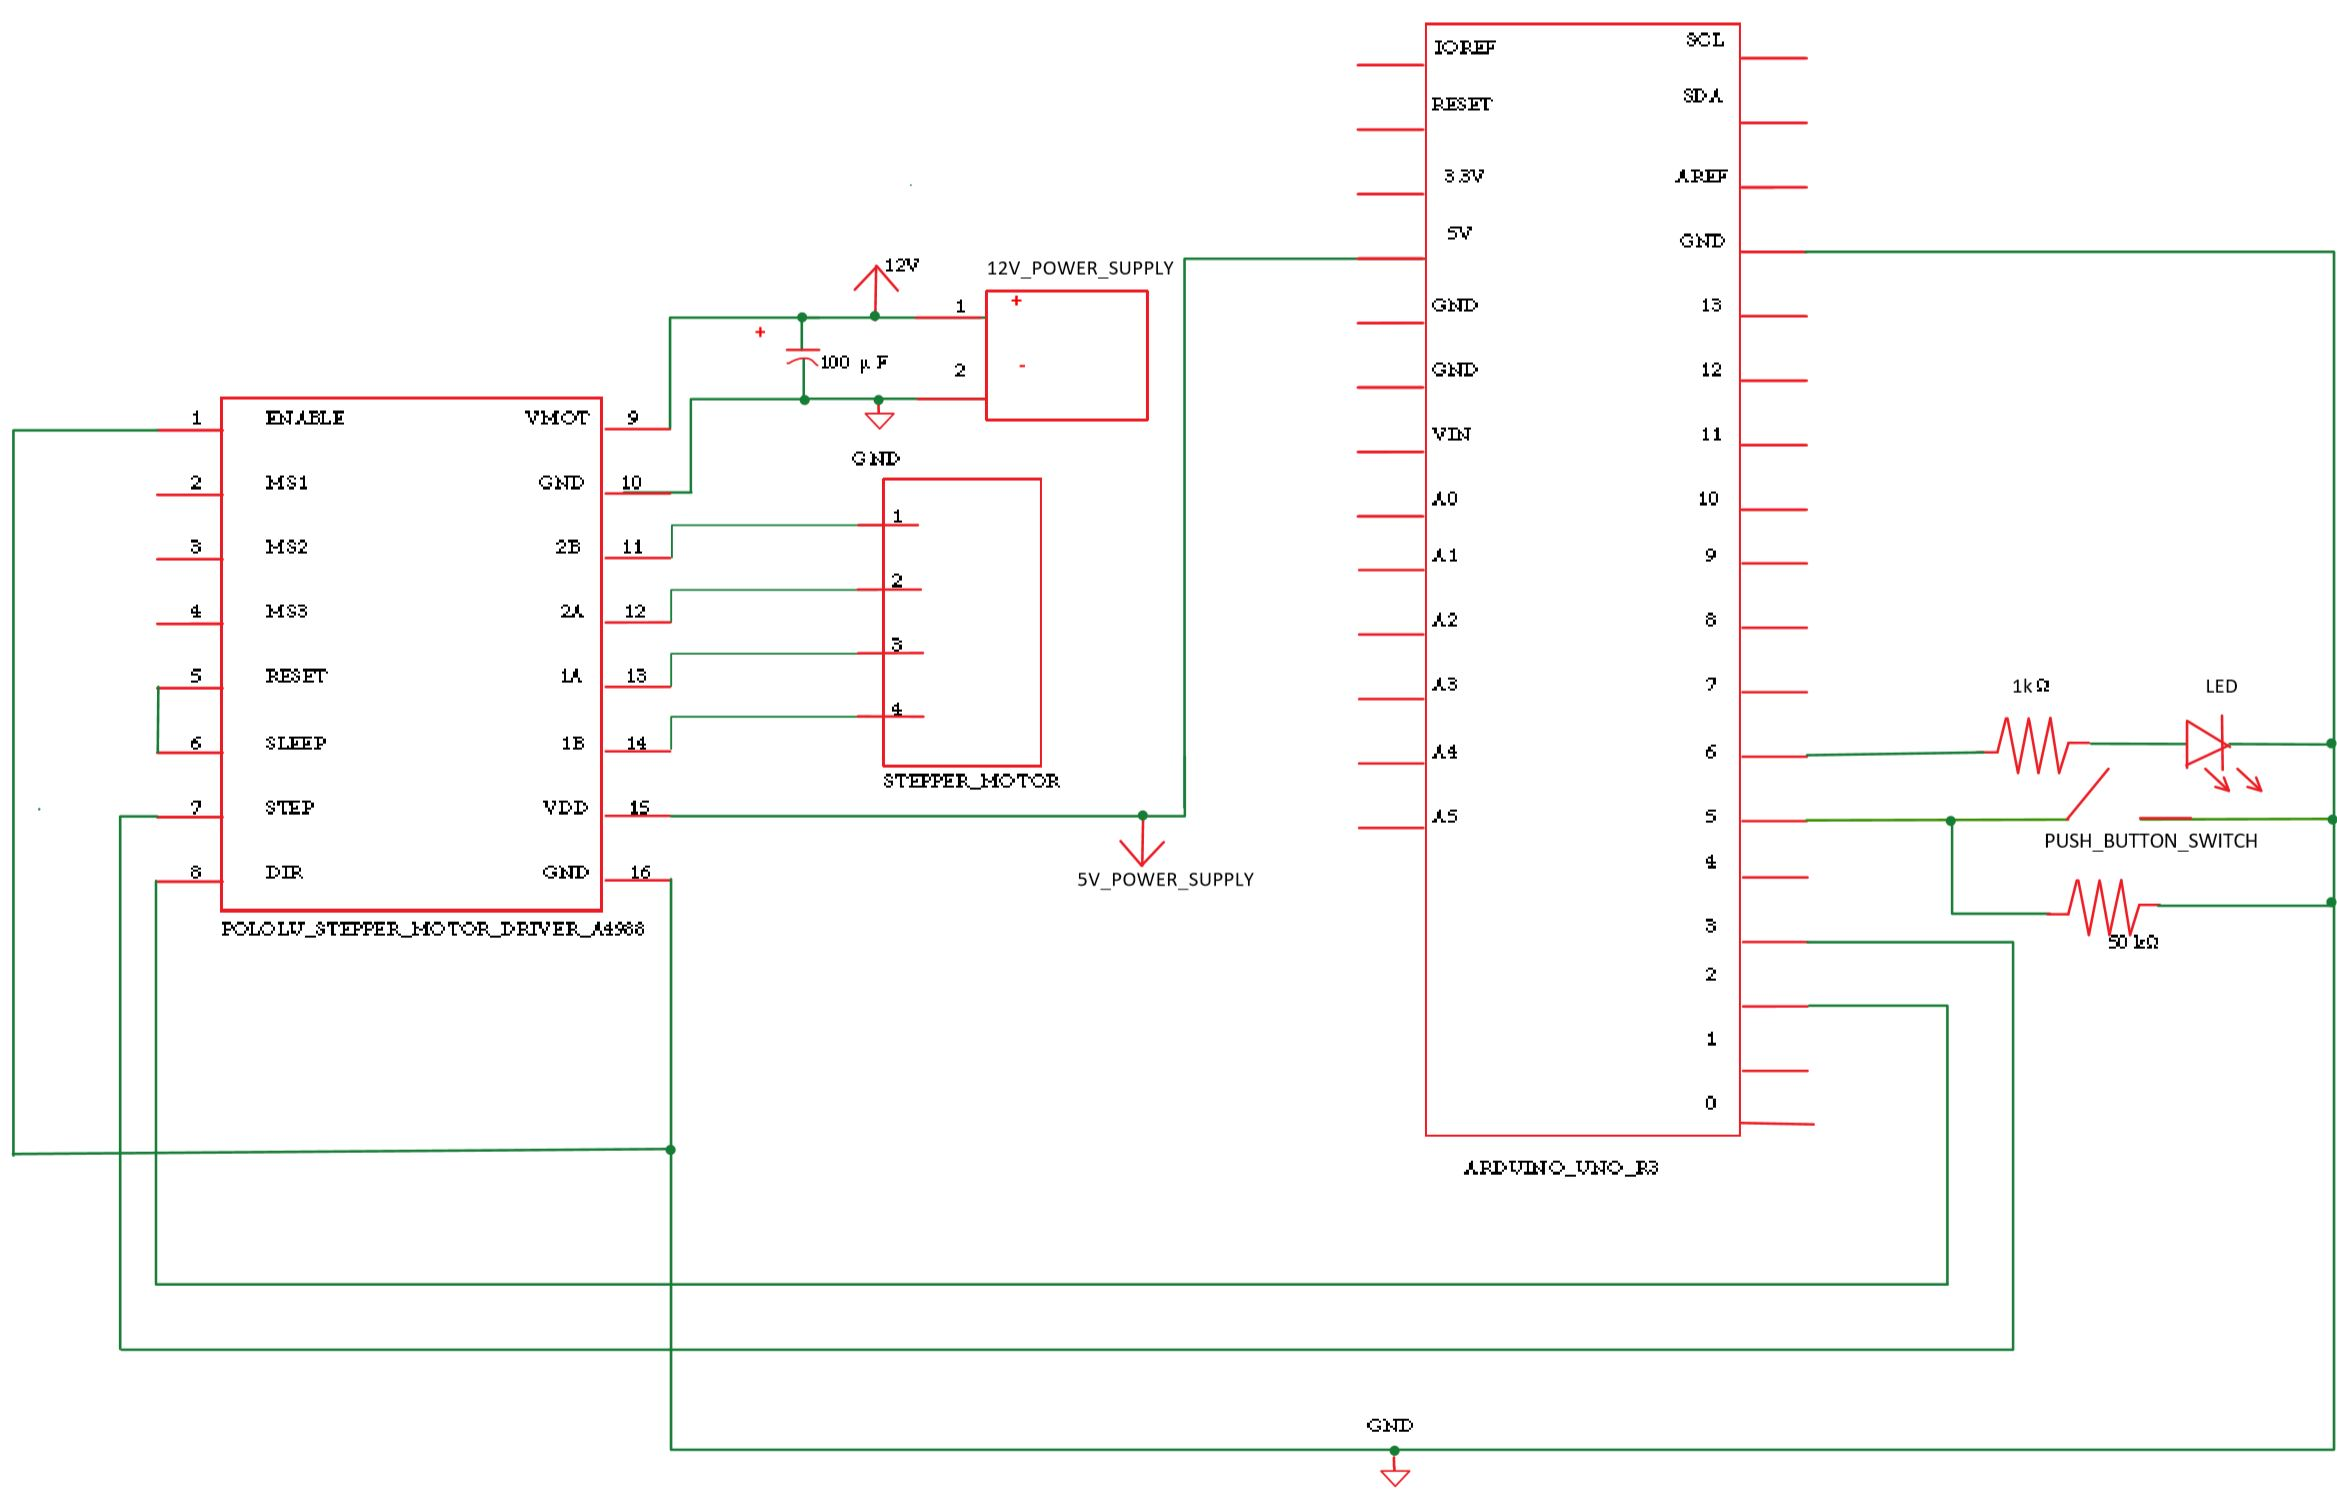 IOREF
SCL
RESET
SDA
3.3V
AREF
5V
GND
GND
13
GND
12
VIN
11
A0
10
A1
9
A2
8
A3
7
A4
6
A5
5
4
3
2
1
0
ARDUINO_UNO_R3
12V
12V_POWER_SUPPLY
1
+
2
-
+
100 µF
GND
1 ENABLE VMOT 9
2 MS1 GND 10
3 MS2 2B 11
4 MS3 2A 12
5 RESET 1A 13
6 SLEEP 1B 14
7 STEP VDD 15
8 DIR GND 16
POLOLU_STEPPER_MOTOR_DRIVER_A4988
1
2
3
4
STEPPER_MOTOR
5V_POWER_SUPPLY
1kΩ
LED
PUSH_BUTTON_SWITCH
50 kΩ
GND